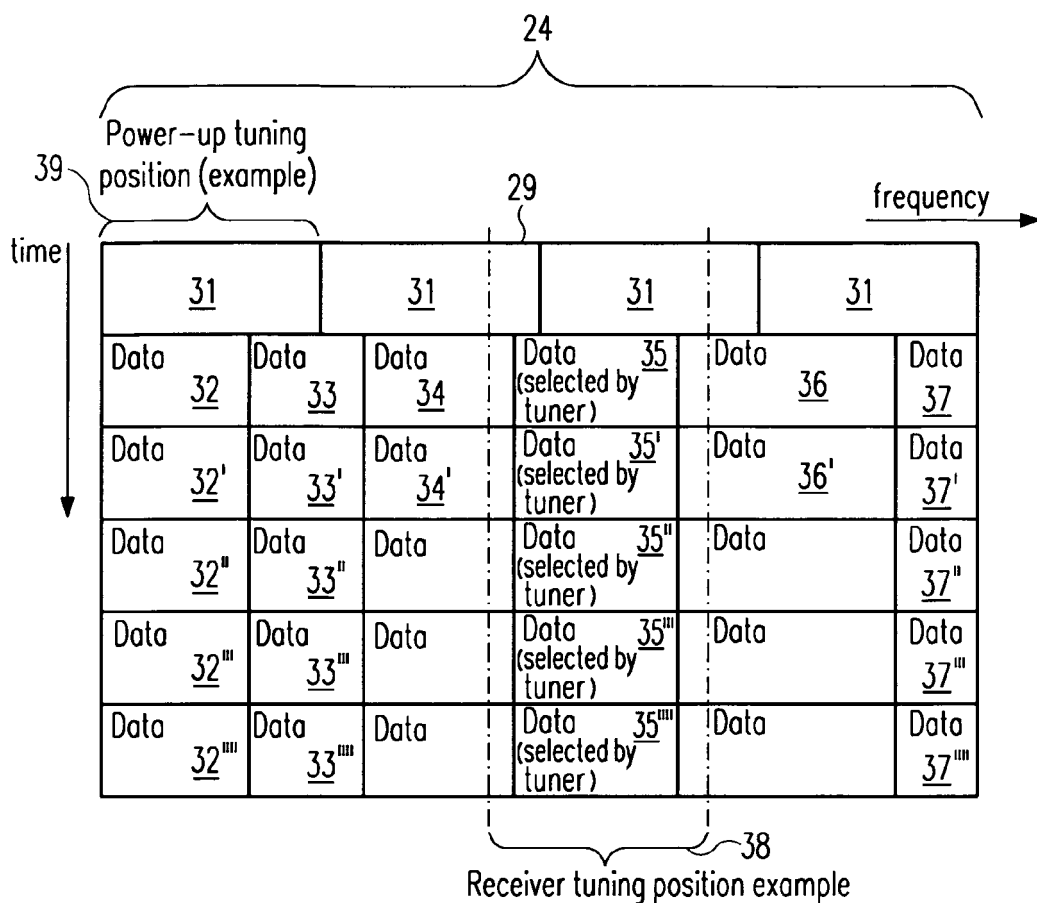 24
Power-up tuning
position (example)
39
29
frequency
time
31 31 31 31
Data 32 Data 33 Data 34 Data 35 (selected by tuner) Data 36 Data 37
Data 32' Data 33' Data 34' Data 35' (selected by tuner) Data 36' Data 37'
Data 32'' Data 33'' Data Data 35'' (selected by tuner) Data Data 37''
Data 32''' Data 33''' Data Data 35''' (selected by tuner) Data Data 37'''
Data 32'''' Data 33'''' Data Data 35'''' (selected by tuner) Data Data 37''''
38
Receiver tuning position example